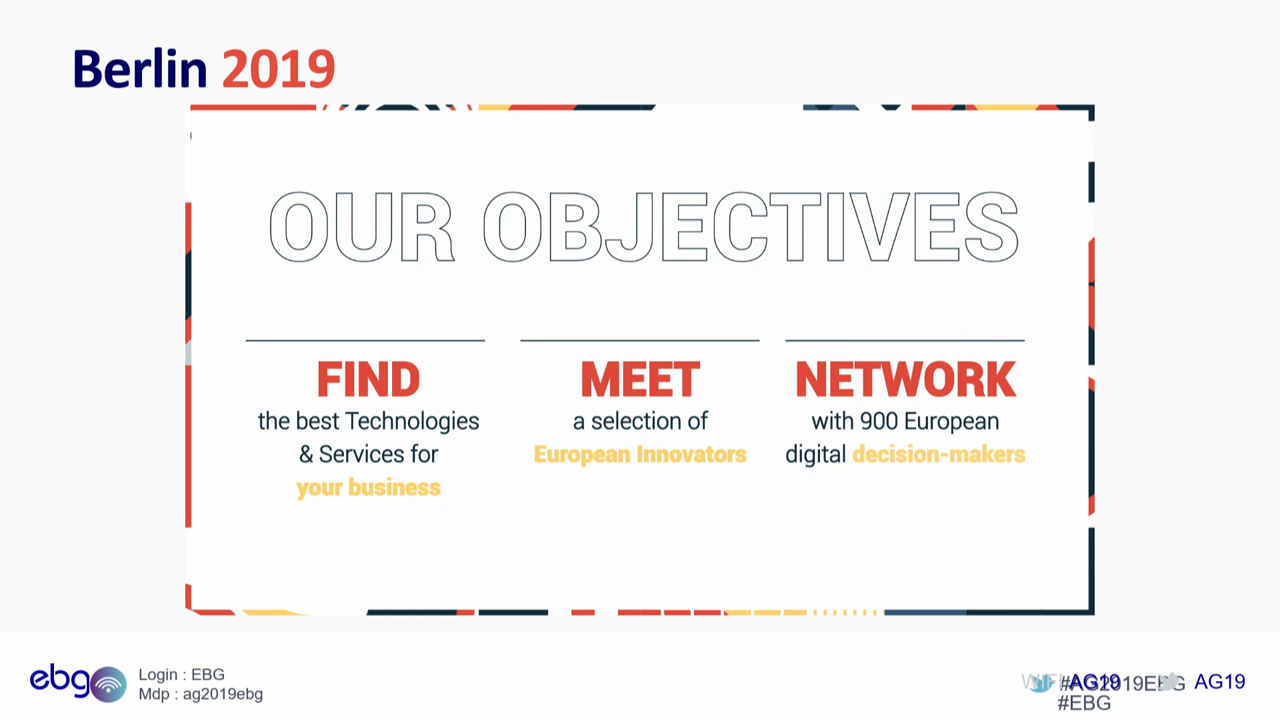 Berlin 2019
OUR OBJECTIVES
FIND
the best Technologies
& Services for
your business
MEET
a selection of
European Innovators
NETWORK
with 900 European
digital decision-makers
ebg
Login : EBG
Mdp : ag2019ebg
#AG2019EBG
#EBG
AG19
AG19